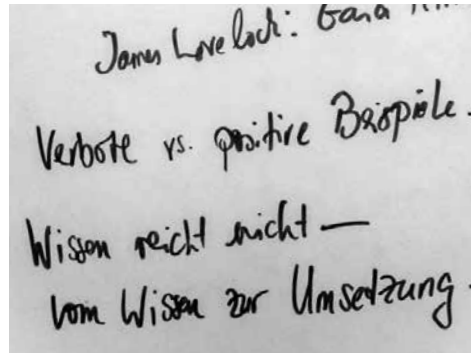 James Lovelock: Gaia
Verbote vs. positive Beispiele.
Wissen reicht nicht —
vom Wissen zur Umsetzung.